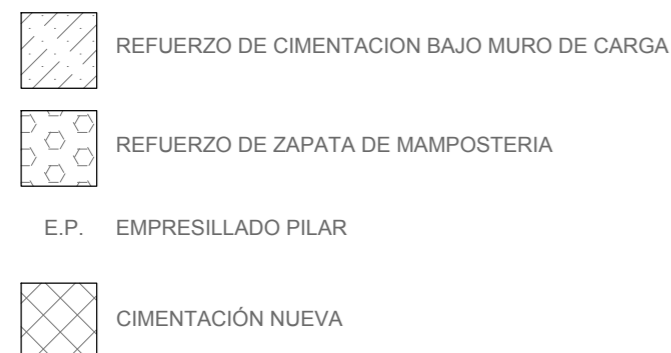 REFUERZO DE CIMENTACION BAJO MURO DE CARGA
REFUERZO DE ZAPATA DE MAMPOSTERIA
E.P. EMPRESILLADO PILAR
CIMENTACIÓN NUEVA